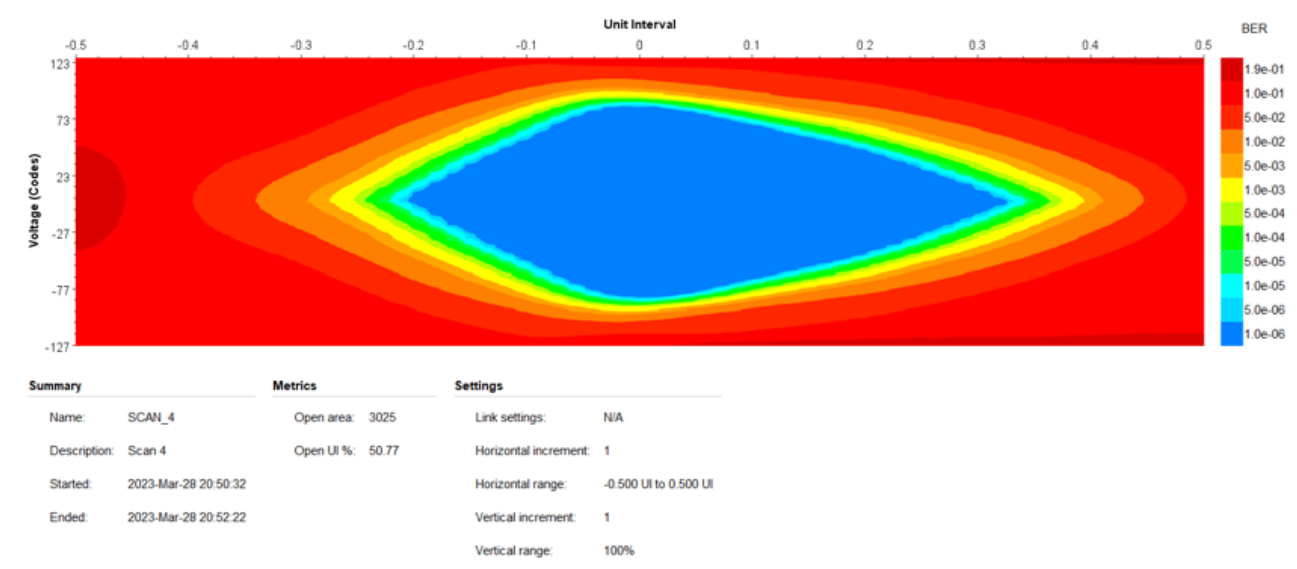 Unit Interval
BER
-0.5 -0.4 -0.3 -0.2 -0.1 0 0.1 0.2 0.3 0.4 0.5
Voltage (Codes)
123
73
23
-27
-77
-127
1.9e-01
1.0e-01
5.0e-02
1.0e-02
5.0e-03
1.0e-03
5.0e-04
1.0e-04
5.0e-05
1.0e-05
5.0e-06
1.0e-06
Summary
Name: SCAN_4
Description: Scan 4
Started: 2023-Mar-28 20:50:32
Ended: 2023-Mar-28 20:52:22
Metrics
Open area: 3025
Open UI %: 50.77
Settings
Link settings: N/A
Horizontal increment: 1
Horizontal range: -0.500 UI to 0.500 UI
Vertical increment: 1
Vertical range: 100%